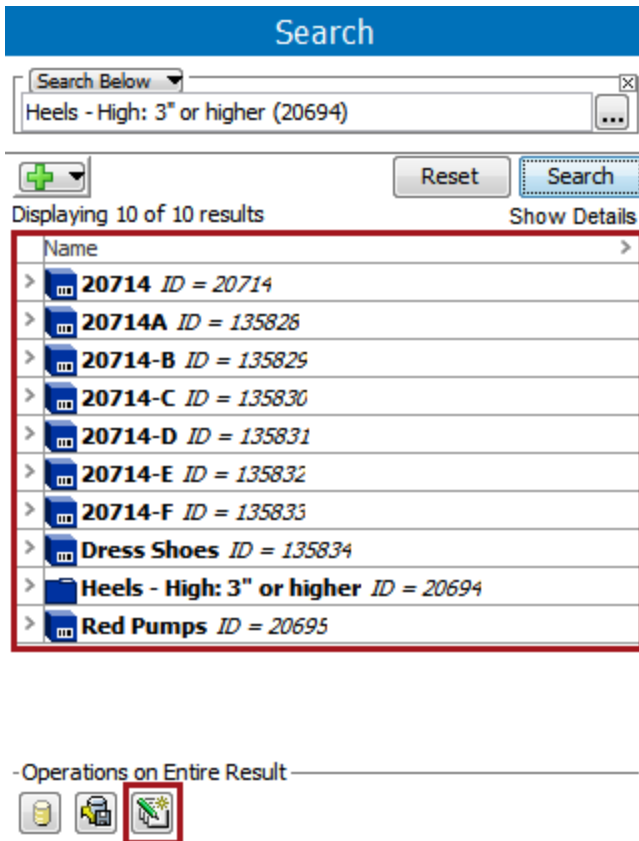 Search
Search Below
Heels - High: 3" or higher (20694)
...
Reset Search
Displaying 10 of 10 results Show Details
Name >
> 20714 ID = 20714
> 20714A ID = 135828
> 20714-B ID = 135829
> 20714-C ID = 135830
> 20714-D ID = 135831
> 20714-E ID = 135832
> 20714-F ID = 135833
> Dress Shoes ID = 135834
> Heels - High: 3" or higher ID = 20694
> Red Pumps ID = 20695
Operations on Entire Result